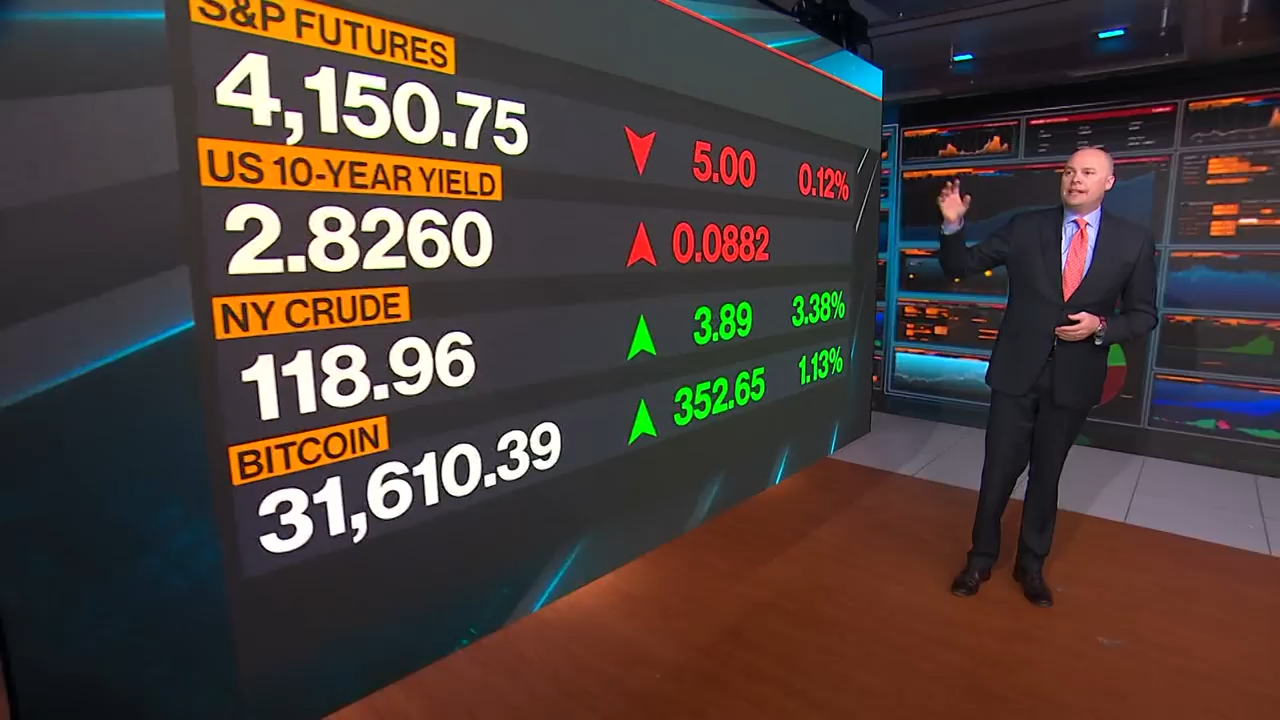 S&P FUTURES
4,150.75 5.00 0.12%
US 10-YEAR YIELD
2.8260 0.0882
NY CRUDE
118.96 3.89 3.38%
BITCOIN
31,610.39 352.65 1.13%